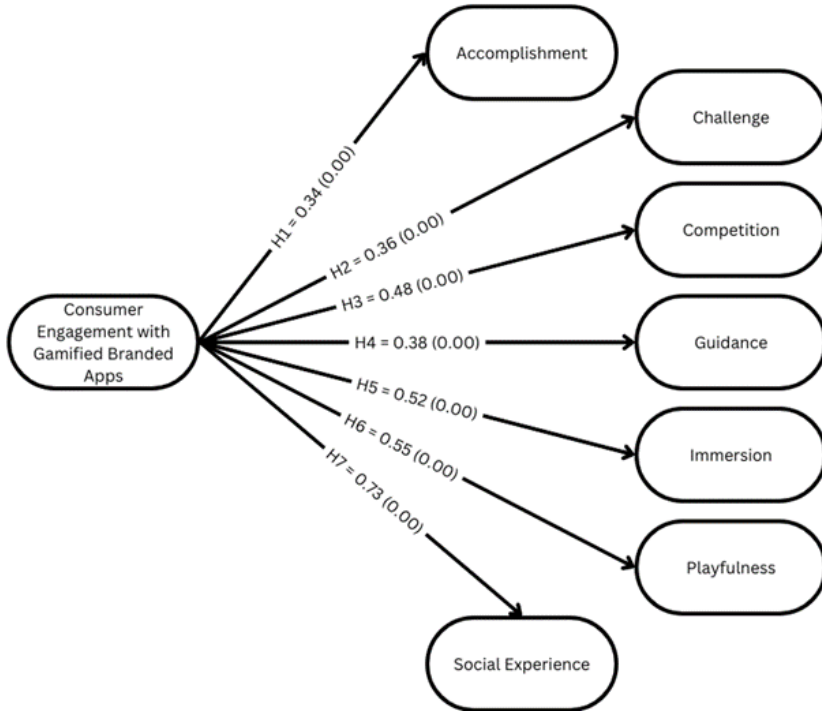 Accomplishment
Challenge
H1 = 0.34 (0.00)
H2 = 0.36 (0.00)
Competition
H3 = 0.48 (0.00)
Consumer
Engagement with
Gamified Branded
Apps
H4 = 0.38 (0.00)
Guidance
H5 = 0.52 (0.00)
Immersion
H6 = 0.55 (0.00)
H7 = 0.73 (0.00)
Playfulness
Social Experience